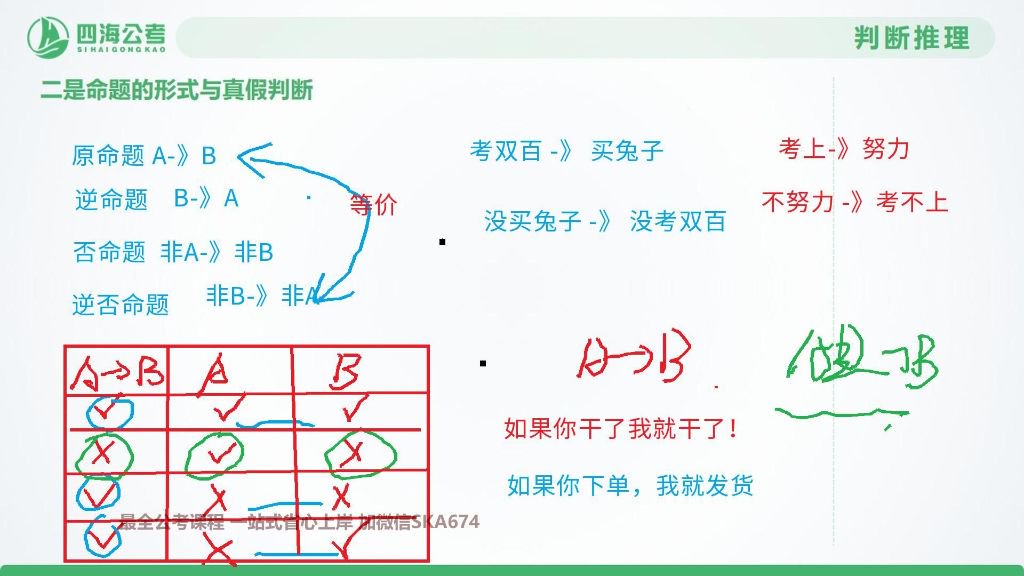 四海公考
SIHAIGONGKAO
判断推理
二是命题的形式与真假判断
原命题 A-》B
逆命题 B-》A
否命题 非A-》非B
逆否命题 非B-》非A
等价
考双百 -》 买兔子
没买兔子 -》 没考双百
考上-》努力
不努力 -》考不上
A→B A B
✓ ✓ ✓
✗ ✓ ✗
✓ ✗ ✗
✓ ✗ ✓
A→B
→B
如果你干了我就干了！
如果你下单，我就发货
最全公考课程 一站式省心上岸 加微信SKA674